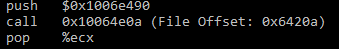 push $0x1006e490
call 0x10064e0a (File Offset: 0x6420a)
pop %ecx